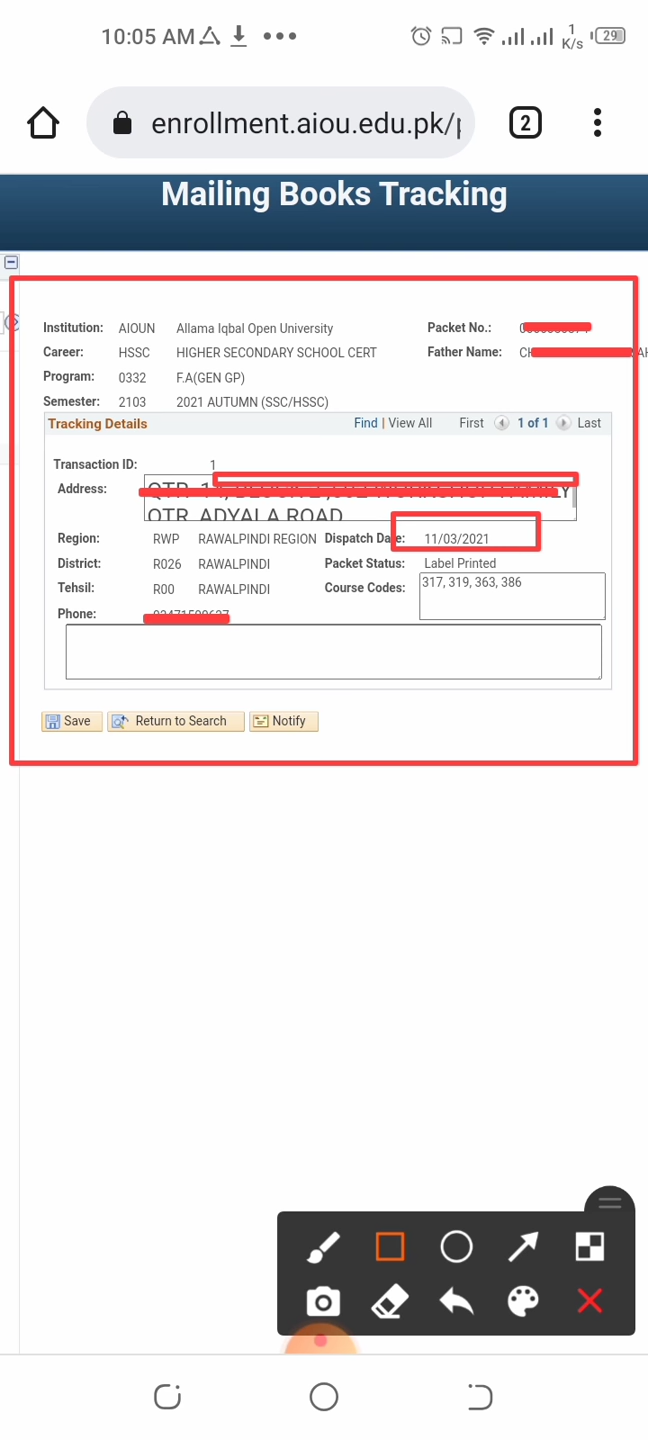 10:05 AM
1 K/s
29
enrollment.aiou.edu.pk/
2
Mailing Books Tracking
Institution: AIOUN Allama Iqbal Open University Packet No.:
Career: HSSC HIGHER SECONDARY SCHOOL CERT Father Name:
Program: 0332 F.A(GEN GP)
Semester: 2103 2021 AUTUMN (SSC/HSSC)
Tracking Details Find | View All First 1 of 1 Last
Transaction ID: 1
Address:
QTR ADYALA ROAD
Region: RWP RAWALPINDI REGION Dispatch Date: 11/03/2021
District: R026 RAWALPINDI Packet Status: Label Printed
Tehsil: R00 RAWALPINDI Course Codes: 317, 319, 363, 386
Phone:
Save Return to Search Notify